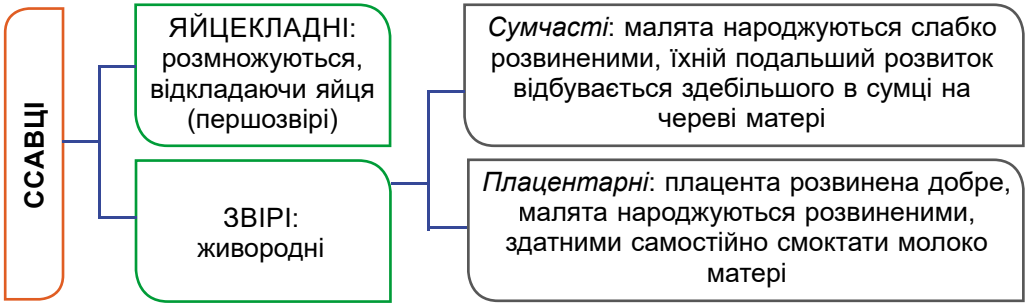 ССАВЦІ
ЯЙЦЕКЛАДНІ:
розмножуються,
відкладаючи яйця
(першозвірі)
ЗВІРІ:
живородні
Сумчасті: малята народжуються слабко
розвиненими, їхній подальший розвиток
відбувається здебільшого в сумці на
череві матері
Плацентарні: плацента розвинена добре,
малята народжуються розвиненими,
здатними самостійно смоктати молоко
матері